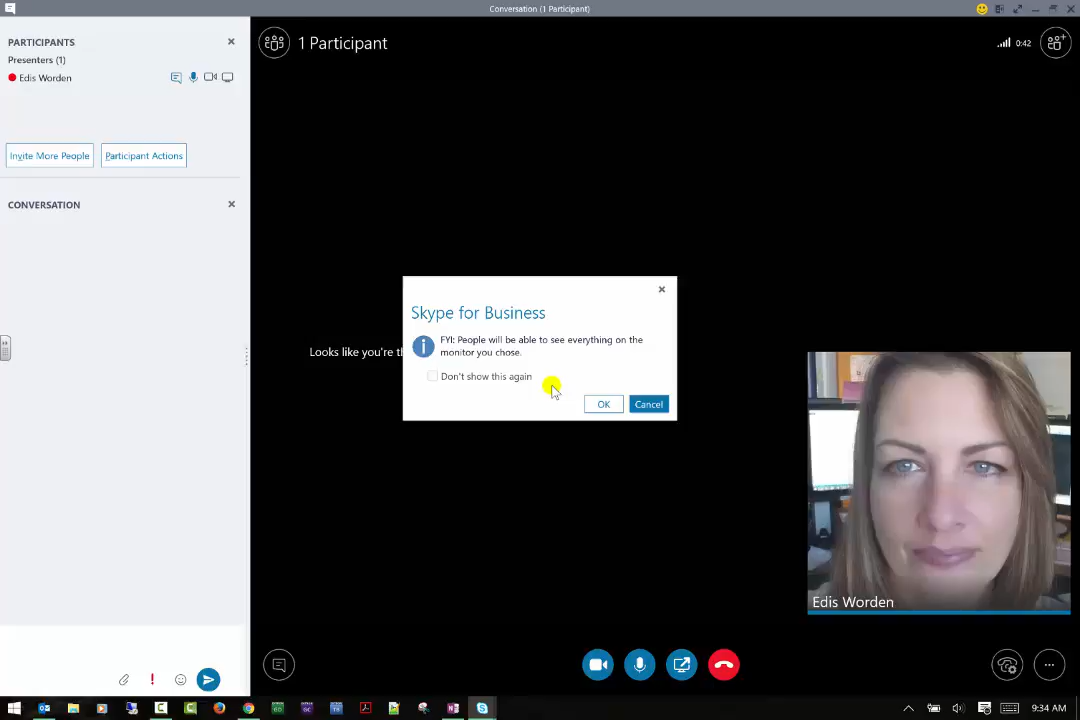 Conversation (1 Participant)
PARTICIPANTS
Presenters (1)
Edis Worden
Invite More People
Participant Actions
CONVERSATION
1 Participant
0:42
Looks like you're th
Skype for Business
FYI: People will be able to see everything on the
monitor you chose.
Don't show this again
OK
Cancel
Edis Worden
9:34 AM